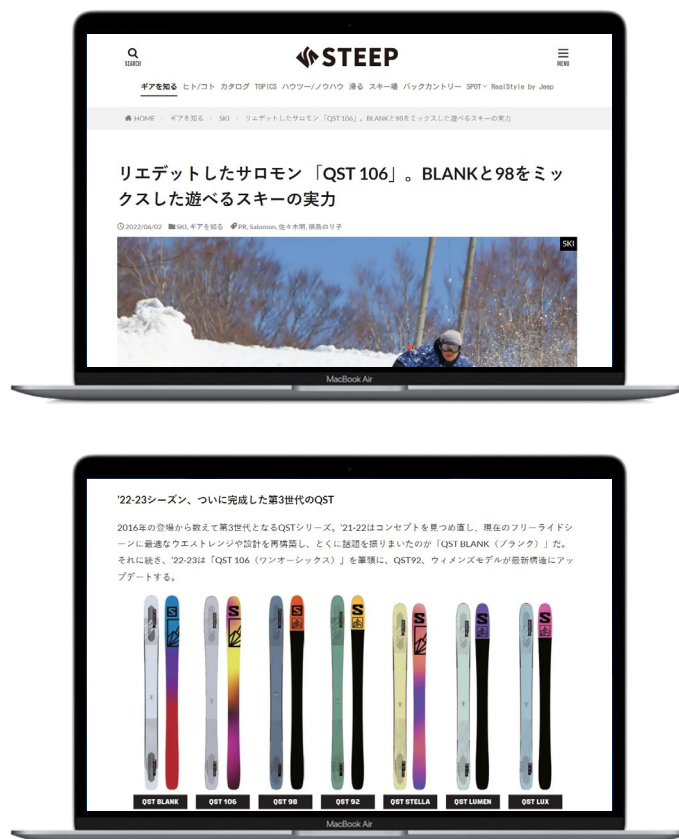 SEARCH
STEEP
MENU
ギアを知る ヒト/コト カタログ TOPICS ハウツー/ノウハウ 滑る スキー場 バックカントリー SPOT RealStyle by Jeep
HOME ギアを知る SKI リエデットしたサロモン「QST 106」。BLANKと98をミックスした遊べるスキーの実力
リエデットしたサロモン 「QST 106」。BLANKと98をミッ
クスした遊べるスキーの実力
2022/06/02 SKI, ギアを知る PR, Salomon, 佐々木明, 禍島のり子
SKI
MacBook Air
'22-23シーズン、ついに完成した第3世代のQST
2016年の登場から数えて第3世代となるQSTシリーズ。'21-22はコンセプトを見つめ直し、現在のフリーライドシ
ーンに最適なウエストレンジや設計を再構築し、とくに話題を振りまいたのが「QST BLANK（ブランク）」だ。
それに続き、'22-23は「QST 106（ワンオーシックス）」を筆頭に、QST92、ウィメンズモデルが最新構造にアッ
プデートする。
QST BLANK QST 106 QST 98 QST 92 QST STELLA QST LUMEN QST LUX
MacBook Air